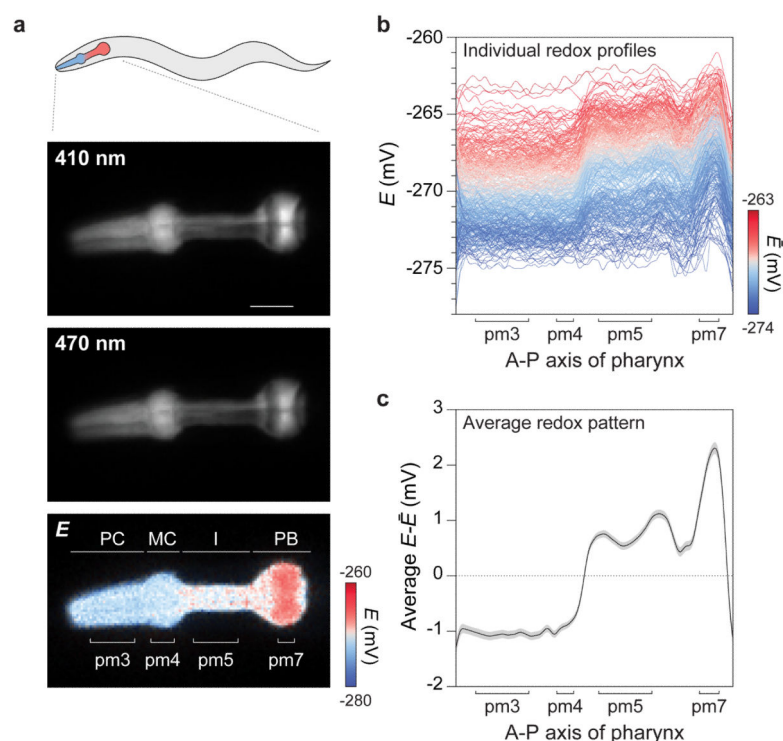 a
410 nm
470 nm
E
PC MC I PB
pm3 pm4 pm5 pm7
-260
E (mV)
-280
b
Individual redox profiles
-260
-265
-270
-275
E (mV)
pm3 pm4 pm5 pm7
A-P axis of pharynx
-263
Ē (mV)
-274
c
Average redox pattern
3
2
1
0
-1
-2
Average E-Ē (mV)
pm3 pm4 pm5 pm7
A-P axis of pharynx